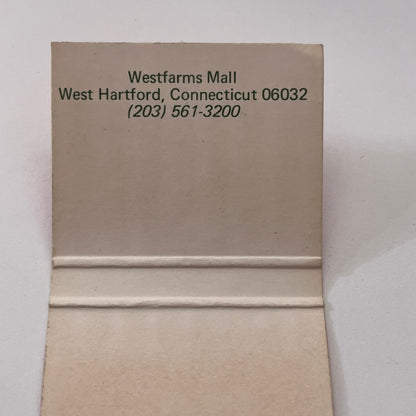 Westfarms Mall
West Hartford, Connecticut 06032
(203) 561-3200